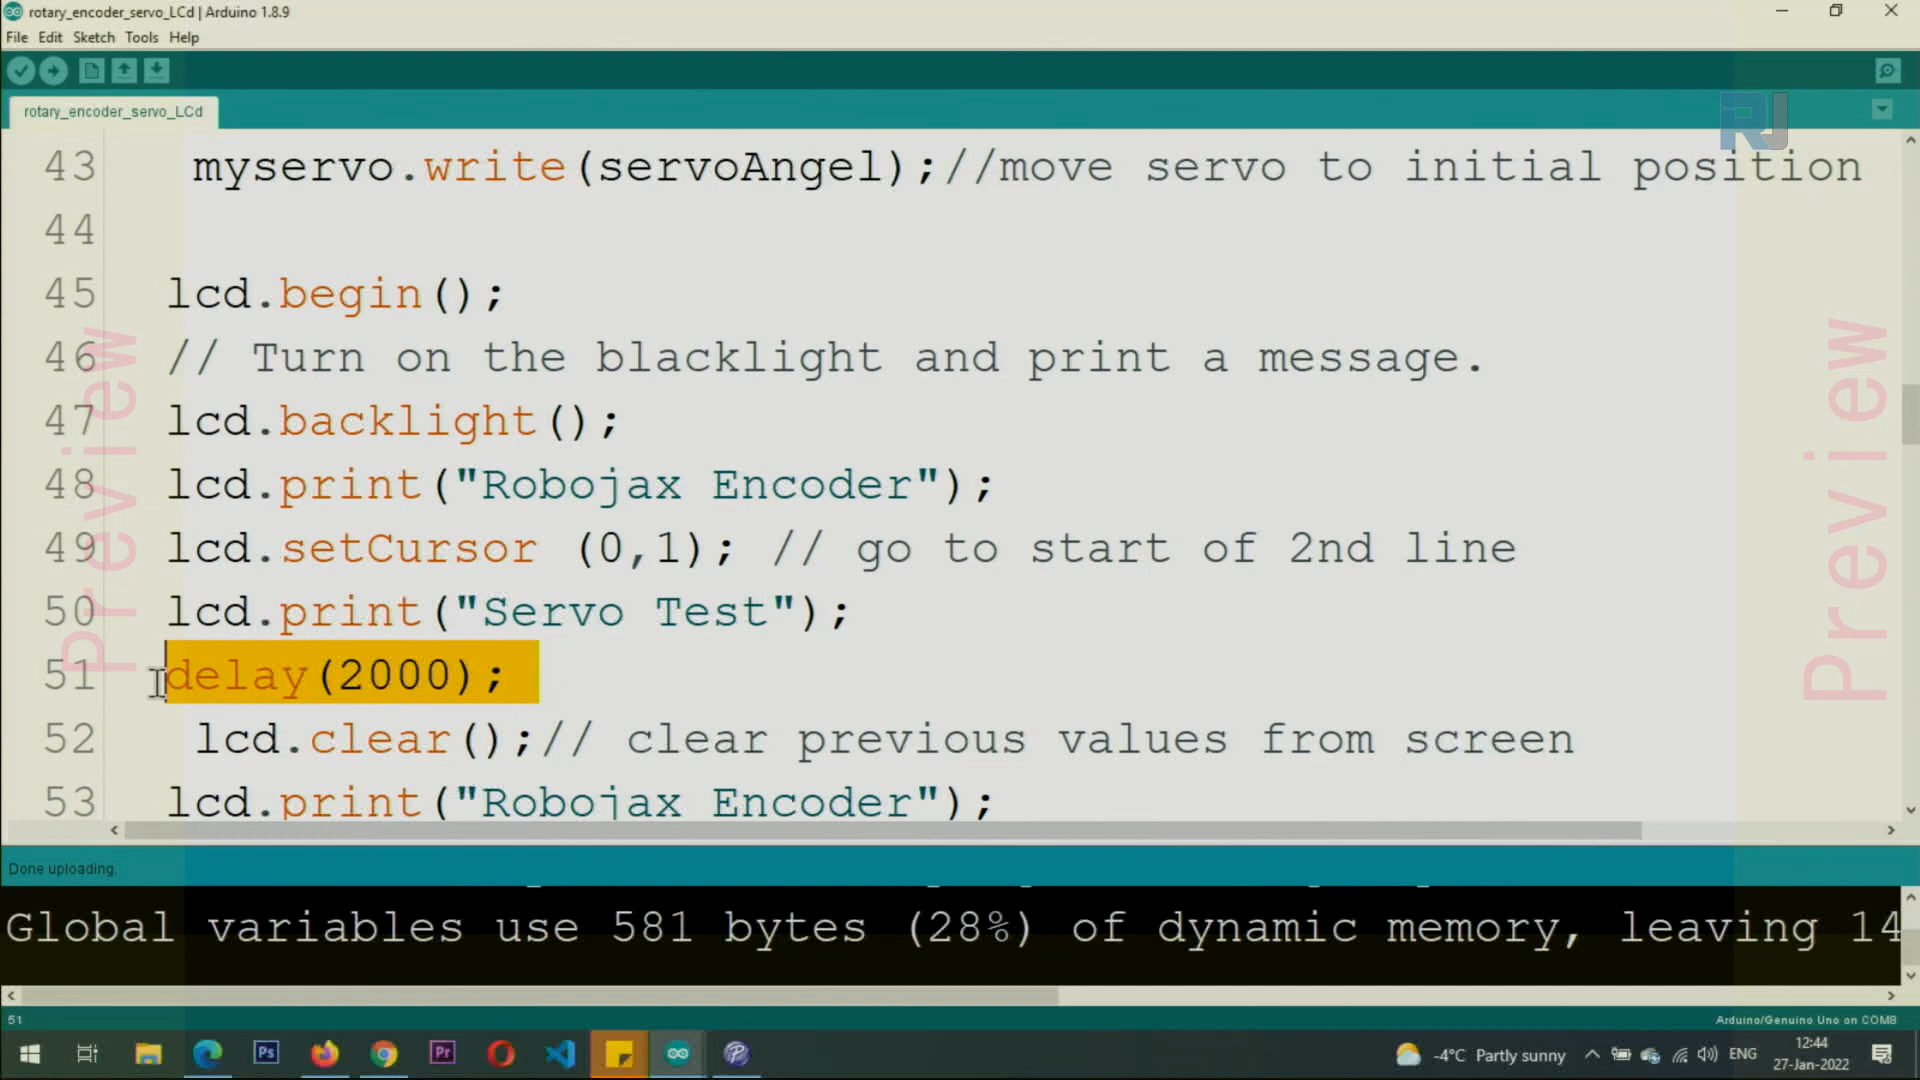 rotary_encoder_servo_LCd | Arduino 1.8.9
File Edit Sketch Tools Help
rotary_encoder_servo_LCd
RJ
43 myservo.write(servoAngel);//move servo to initial position
44
45 lcd.begin();
46 // Turn on the blacklight and print a message.
47 lcd.backlight();
48 lcd.print("Robojax Encoder");
49 lcd.setCursor (0,1); // go to start of 2nd line
50 lcd.print("Servo Test");
51 delay(2000);
52 lcd.clear();// clear previous values from screen
53 lcd.print("Robojax Encoder");
Preview
Preview
Done uploading.
Global variables use 581 bytes (28%) of dynamic memory, leaving 14
51
Arduino/Genuino Uno on COM8
Ps
Pr
-4°C Partly sunny
ENG
12:44
27-Jan-2022